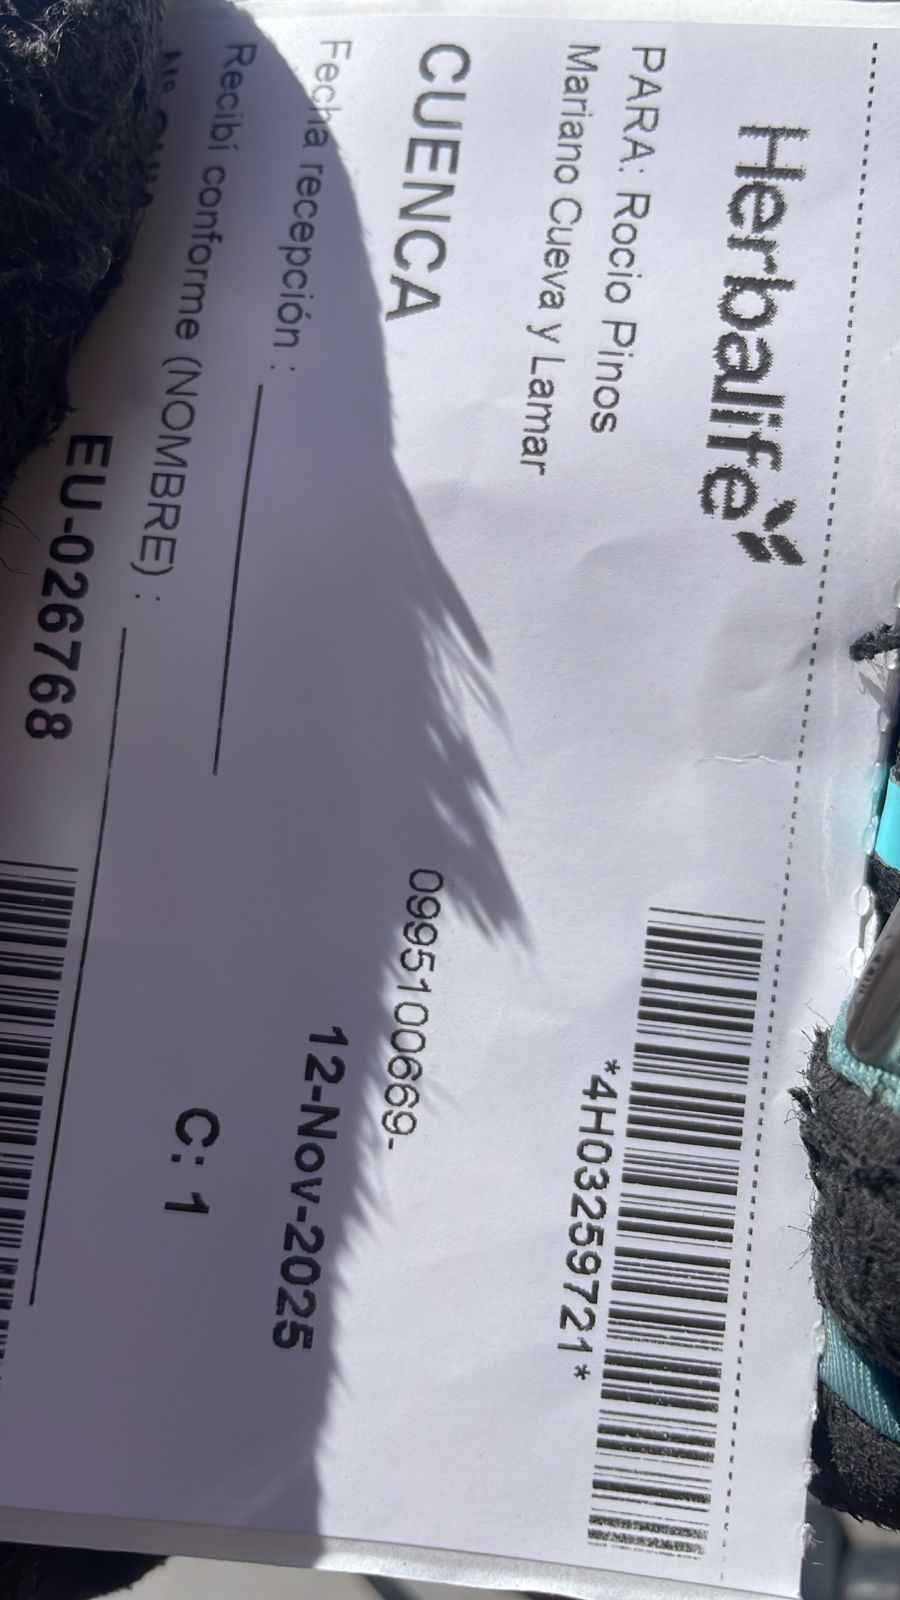 Herbalife
*4H03259721*
PARA: Rocio Pinos
Mariano Cueva y Lamar
CUENCA
0995100669-
Fecha recepción :
12-Nov-2025
Recibí conforme (NOMBRE) :
C: 1
EU-026768